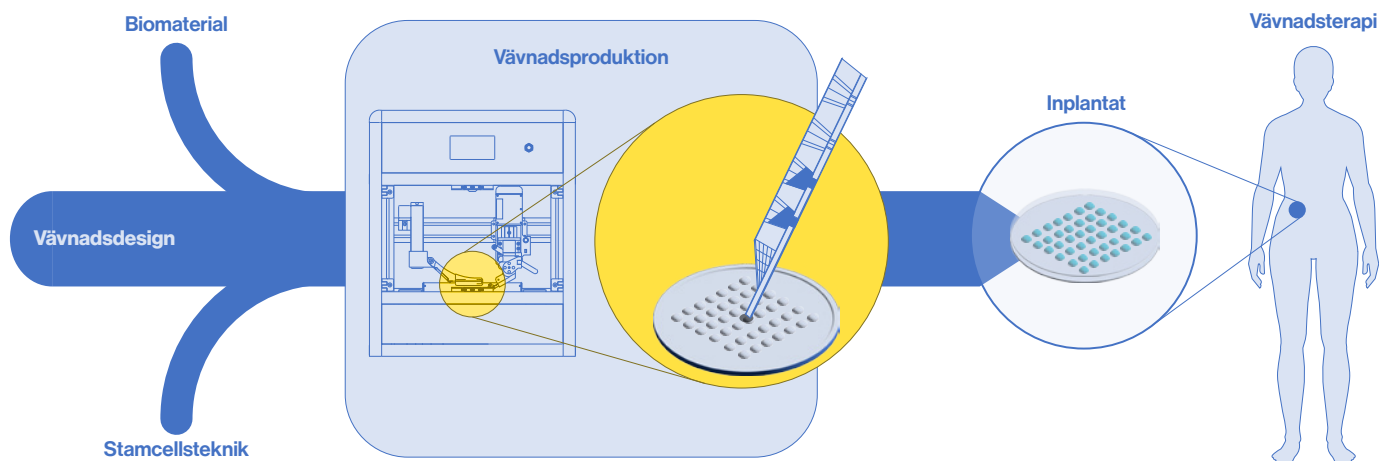 Biomaterial
Vävnadsdesign
Stamcellsteknik
Vävnadsproduktion
Inplantat
Vävnadsterapi